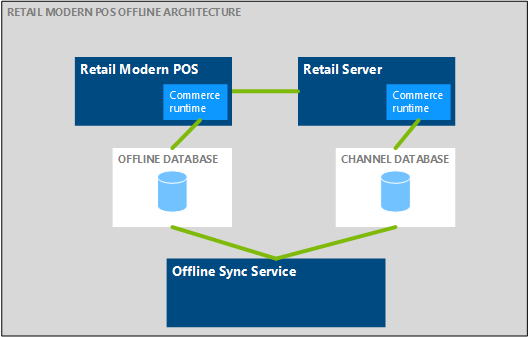 RETAIL MODERN POS OFFLINE ARCHITECTURE
Retail Modern POS
Commerce
runtime
Retail Server
Commerce
runtime
OFFLINE DATABASE
CHANNEL DATABASE
Offline Sync Service